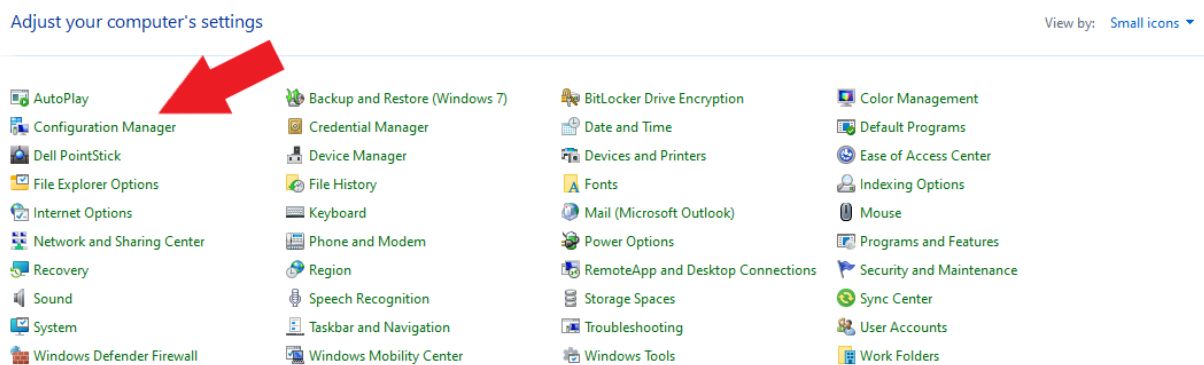 Adjust your computer's settings
View by: Small icons
AutoPlay
Backup and Restore (Windows 7)
BitLocker Drive Encryption
Color Management
Configuration Manager
Credential Manager
Date and Time
Default Programs
Dell PointStick
Device Manager
Devices and Printers
Ease of Access Center
File Explorer Options
File History
Fonts
Indexing Options
Internet Options
Keyboard
Mail (Microsoft Outlook)
Mouse
Network and Sharing Center
Phone and Modem
Power Options
Programs and Features
Recovery
Region
RemoteApp and Desktop Connections
Security and Maintenance
Sound
Speech Recognition
Storage Spaces
Sync Center
System
Taskbar and Navigation
Troubleshooting
User Accounts
Windows Defender Firewall
Windows Mobility Center
Windows Tools
Work Folders